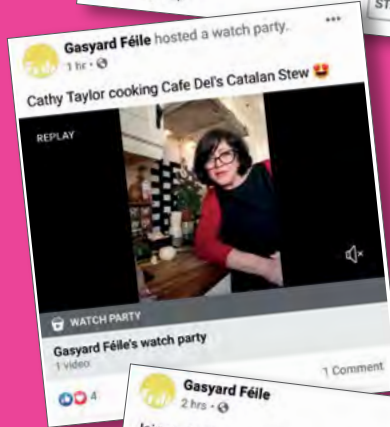 ST
Gasyard Féile hosted a watch party.
1 hr
Cathy Taylor cooking Cafe Del's Catalan Stew
REPLAY
WATCH PARTY
Gasyard Féile's watch party
1 video
4
1 Comment
Gasyard Féile
2 hrs